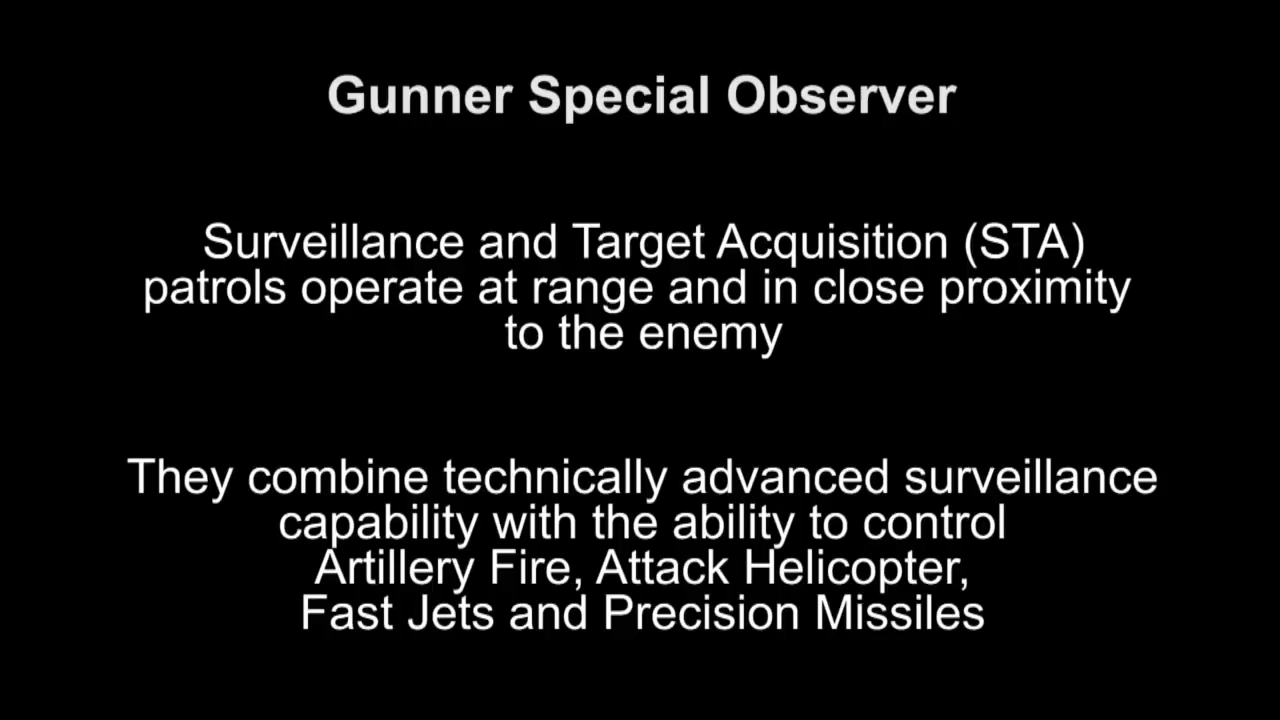 Gunner Special Observer
Surveillance and Target Acquisition (STA)
patrols operate at range and in close proximity
to the enemy
They combine technically advanced surveillance
capability with the ability to control
Artillery Fire, Attack Helicopter,
Fast Jets and Precision Missiles